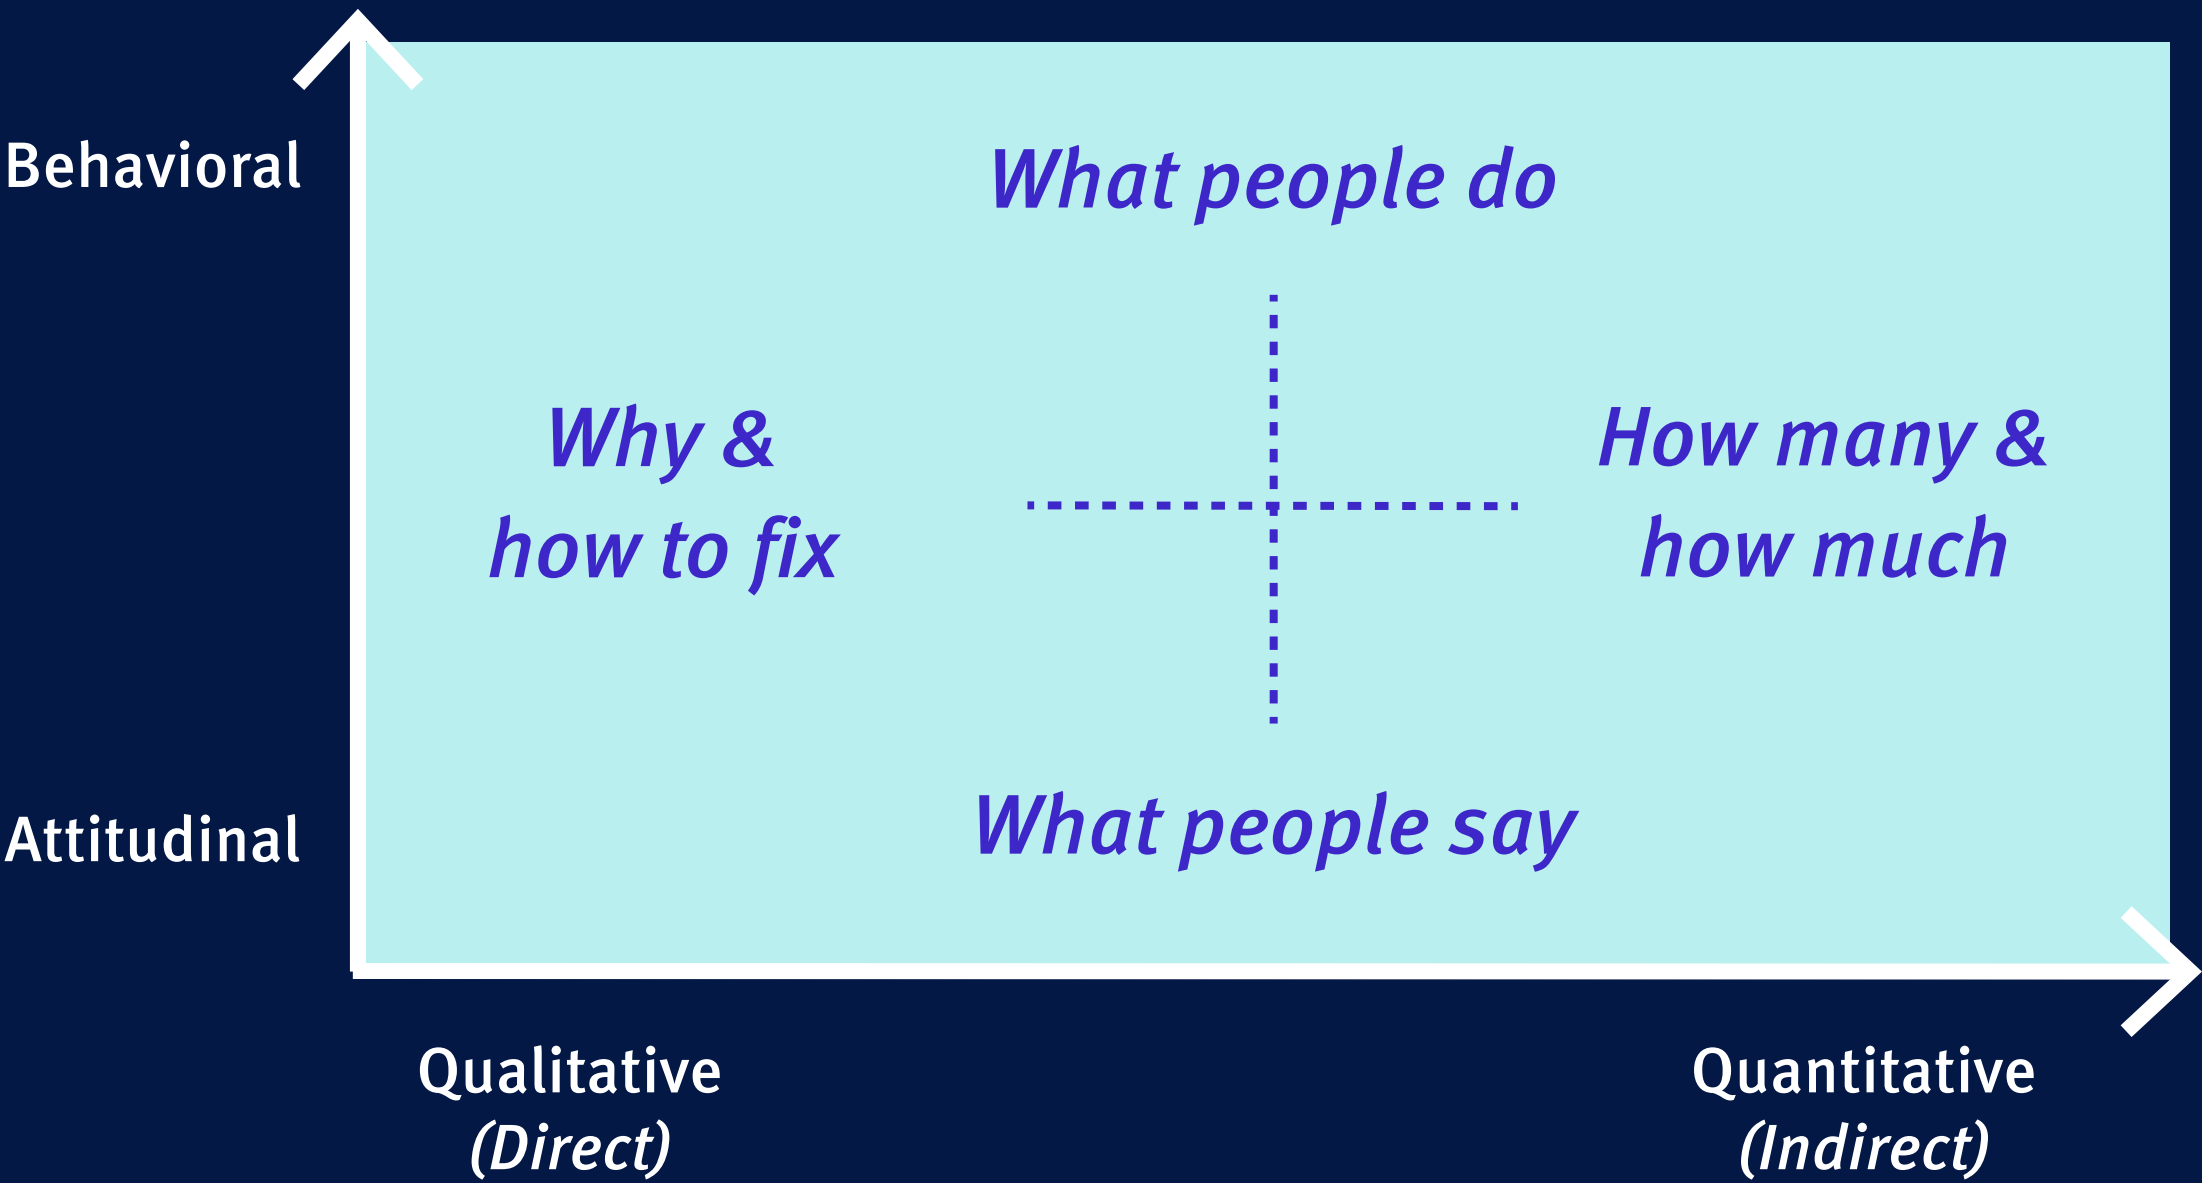 Behavioral
What people do
Why &
how to fix
How many &
how much
Attitudinal
What people say
Qualitative
(Direct)
Quantitative
(Indirect)